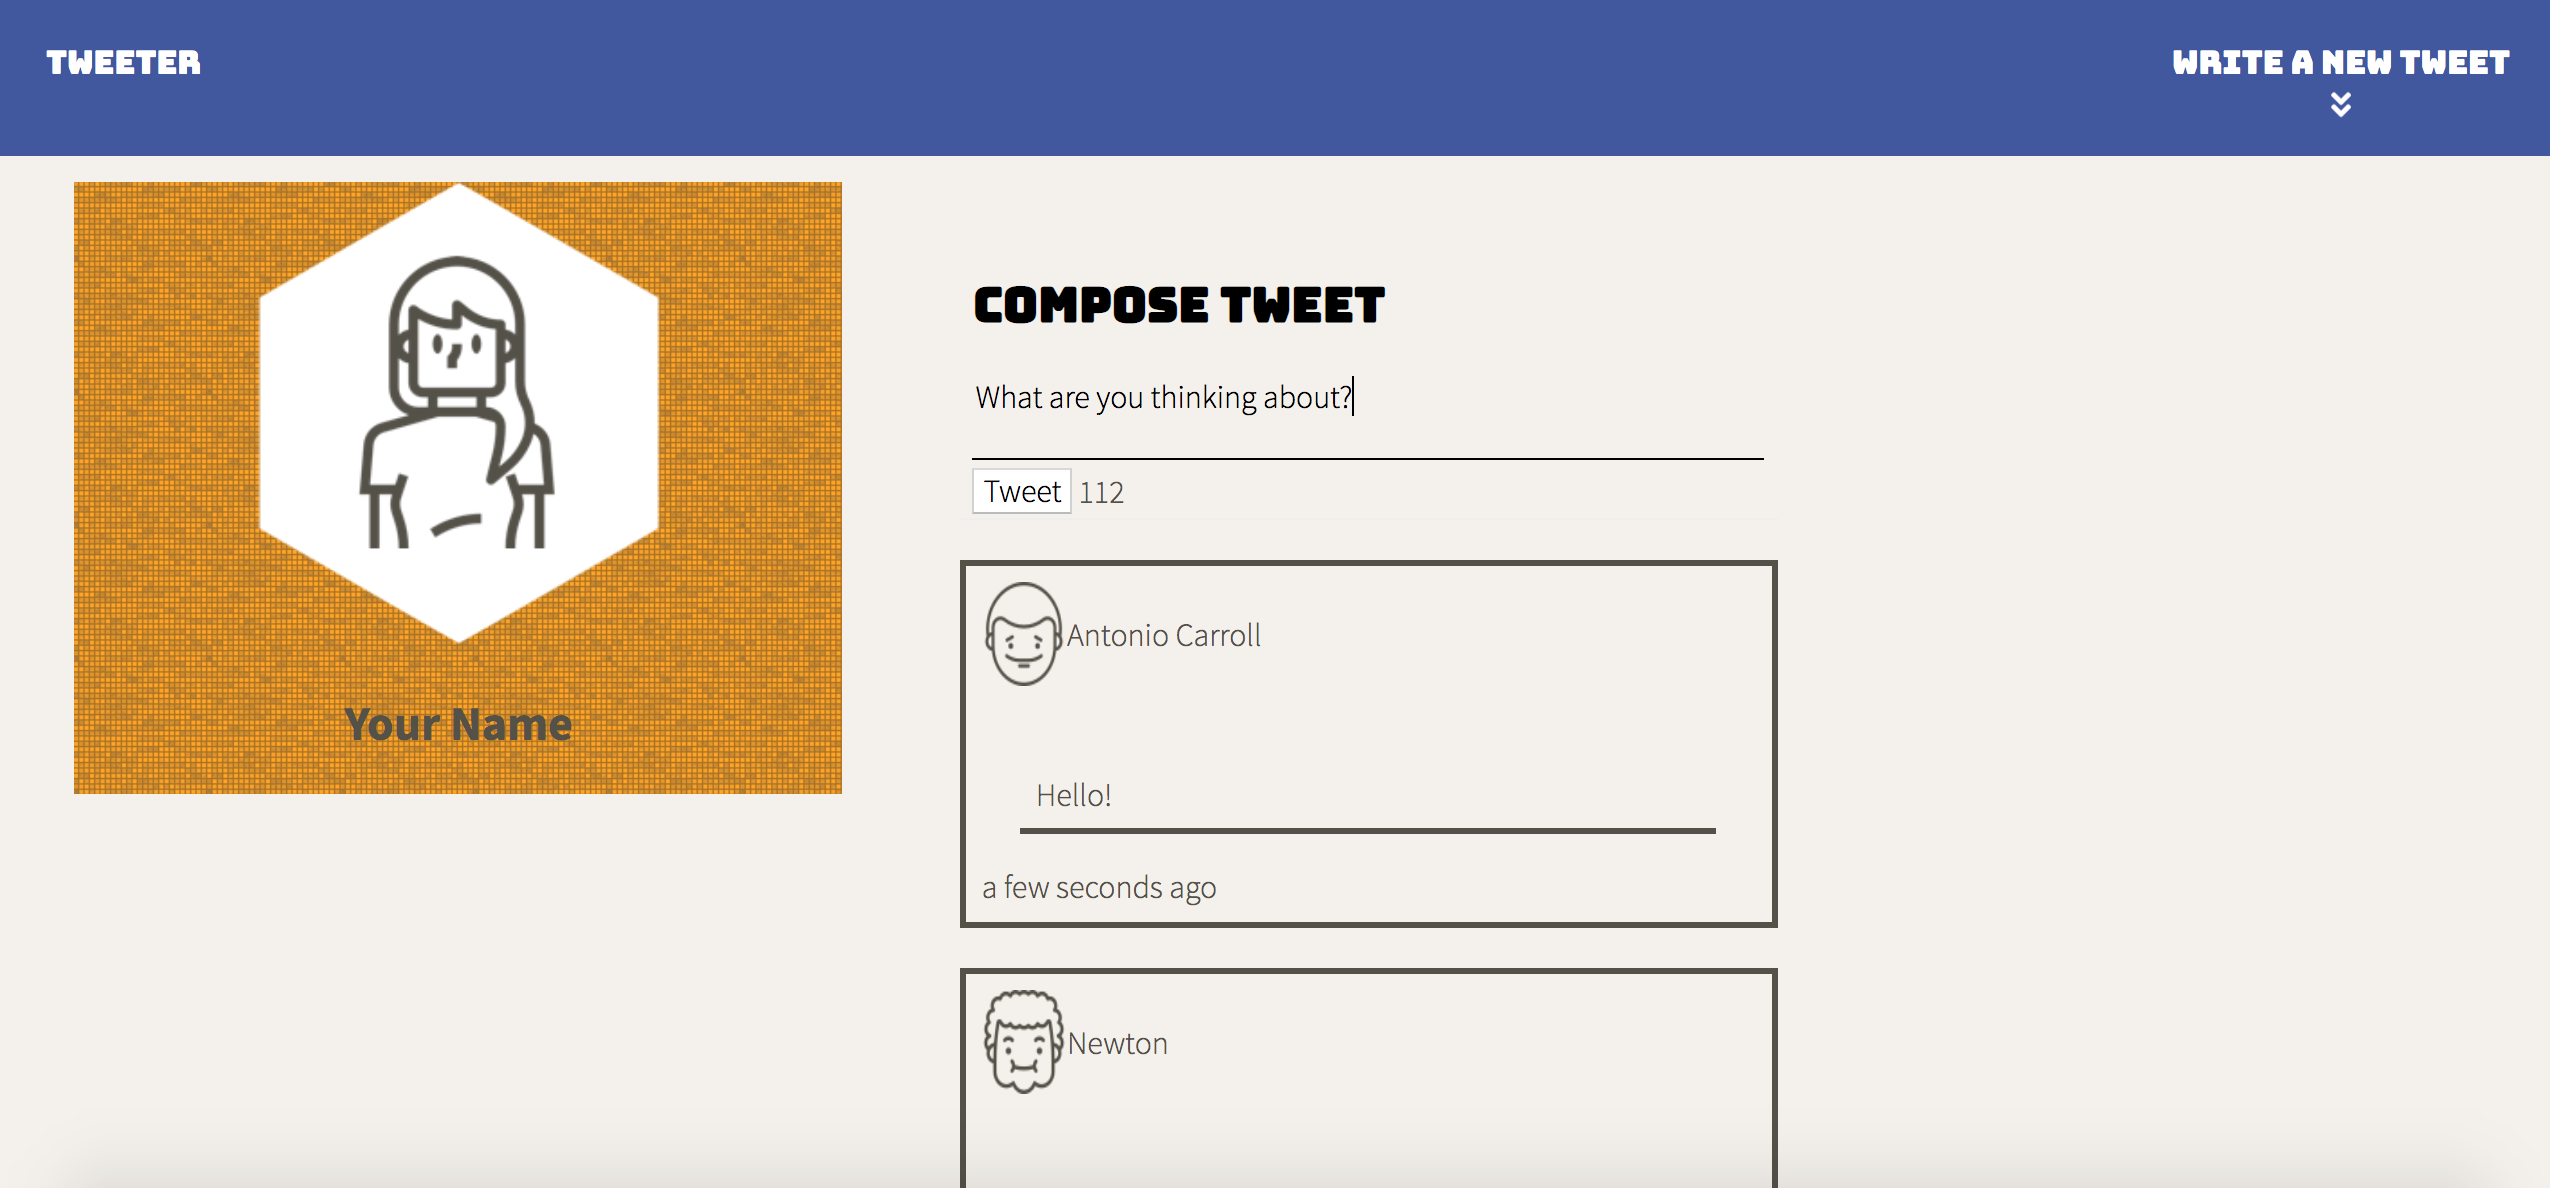 TWEETER
WRITE A NEW TWEET
Your Name
COMPOSE TWEET
What are you thinking about?
Tweet 112
Antonio Carroll
Hello!
a few seconds ago
Newton